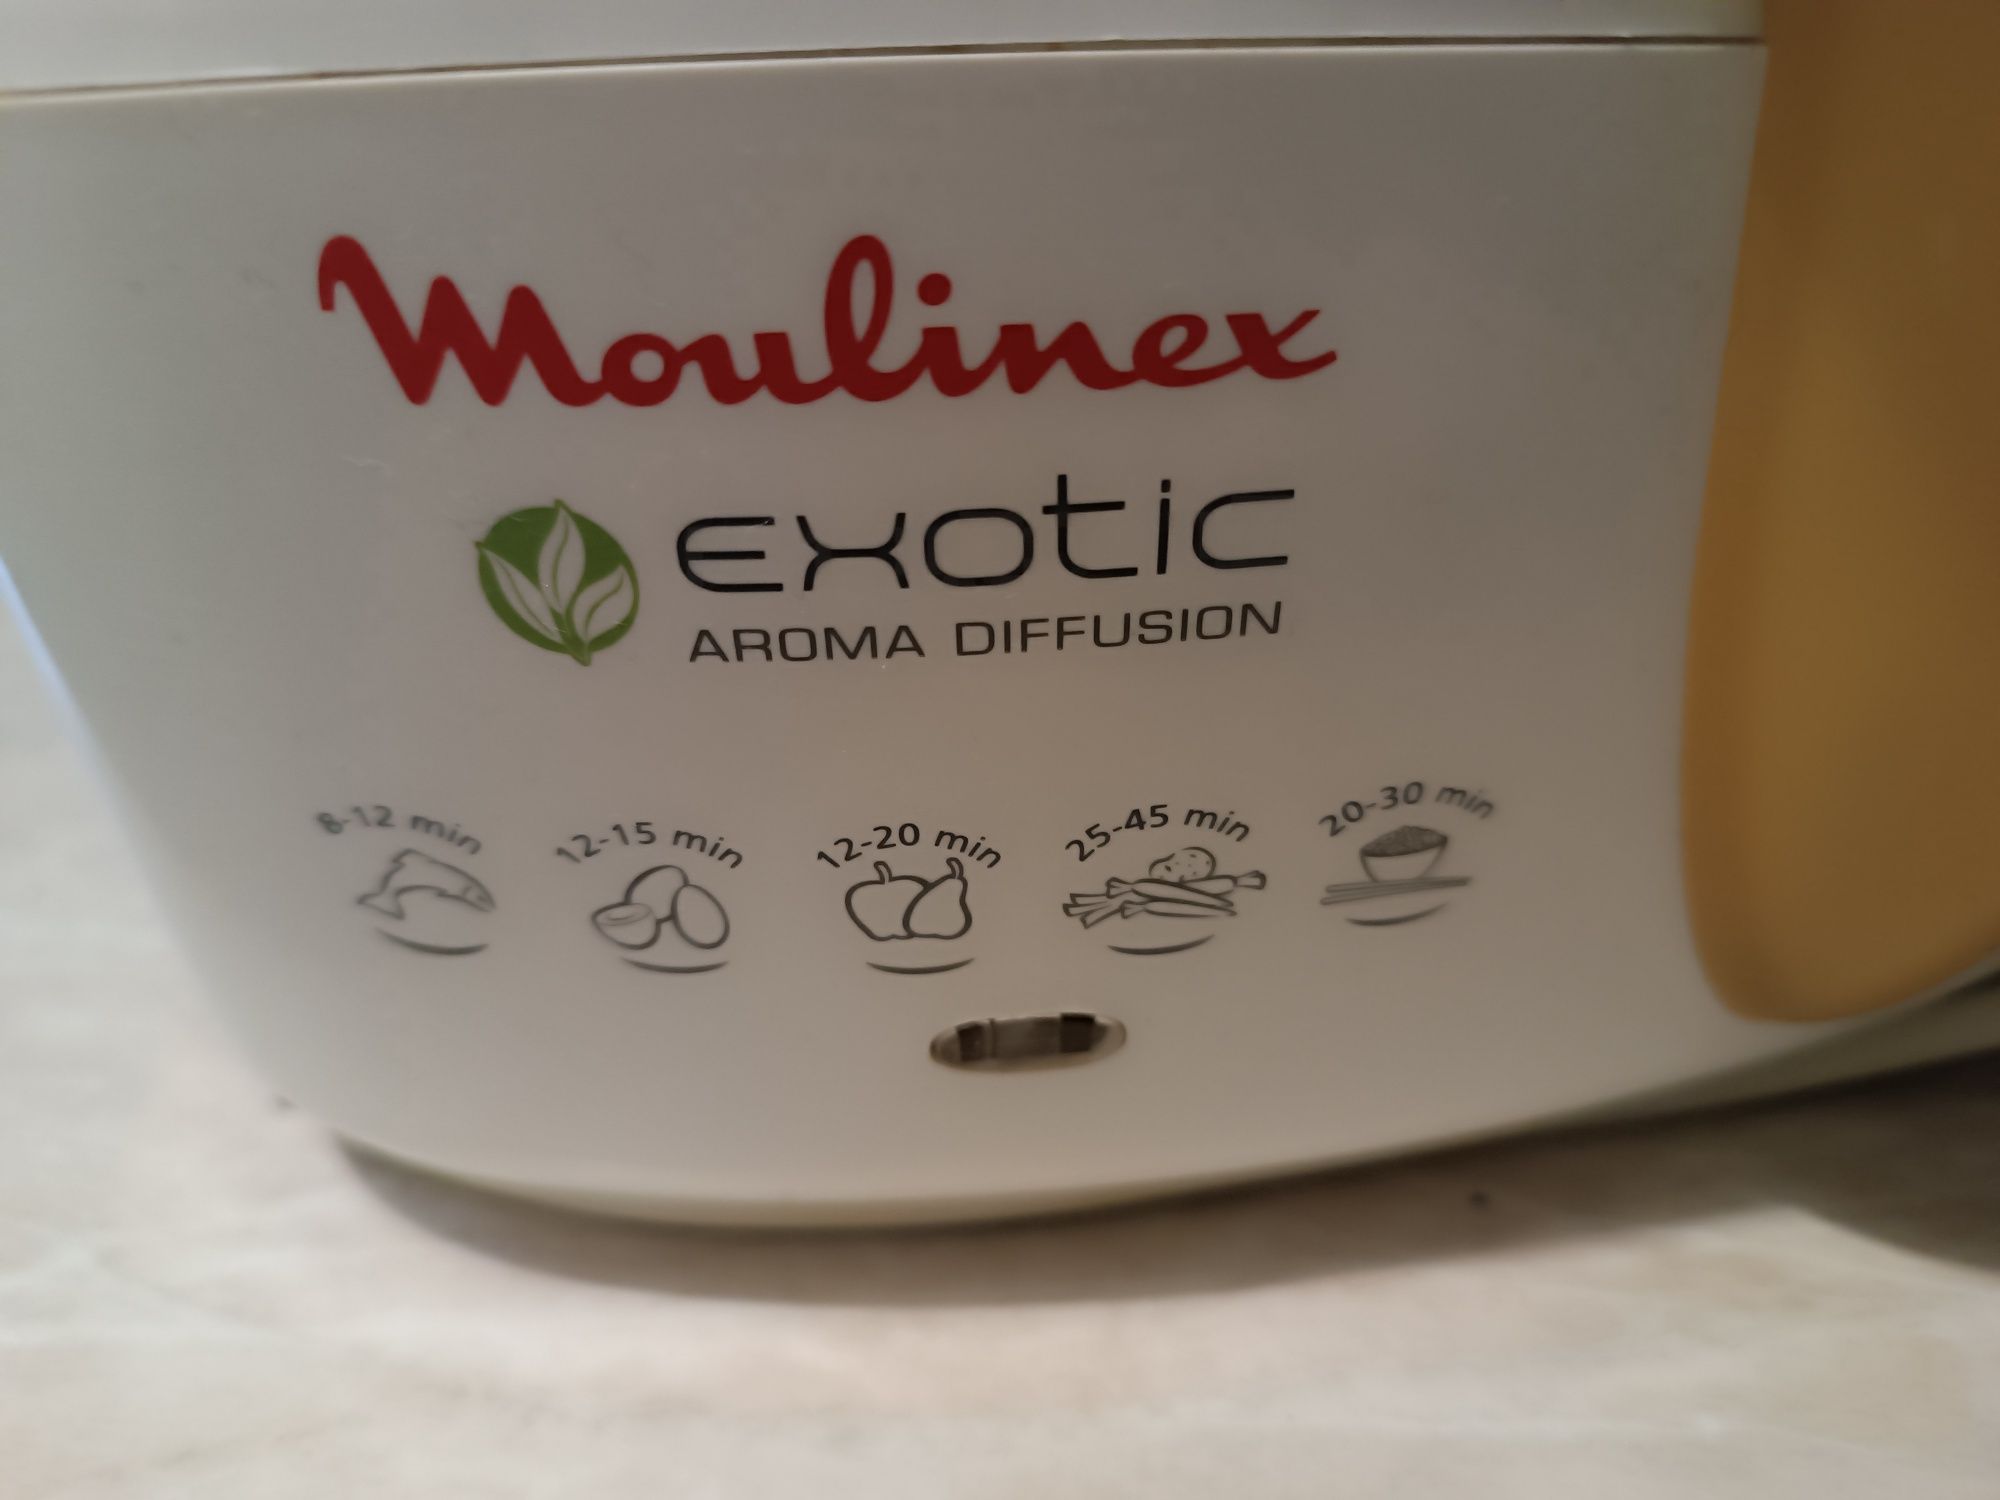 Moulinex
exotic
AROMA DIFFUSION
8-12 min
12-15 min
12-20 min
25-45 min
20-30 min